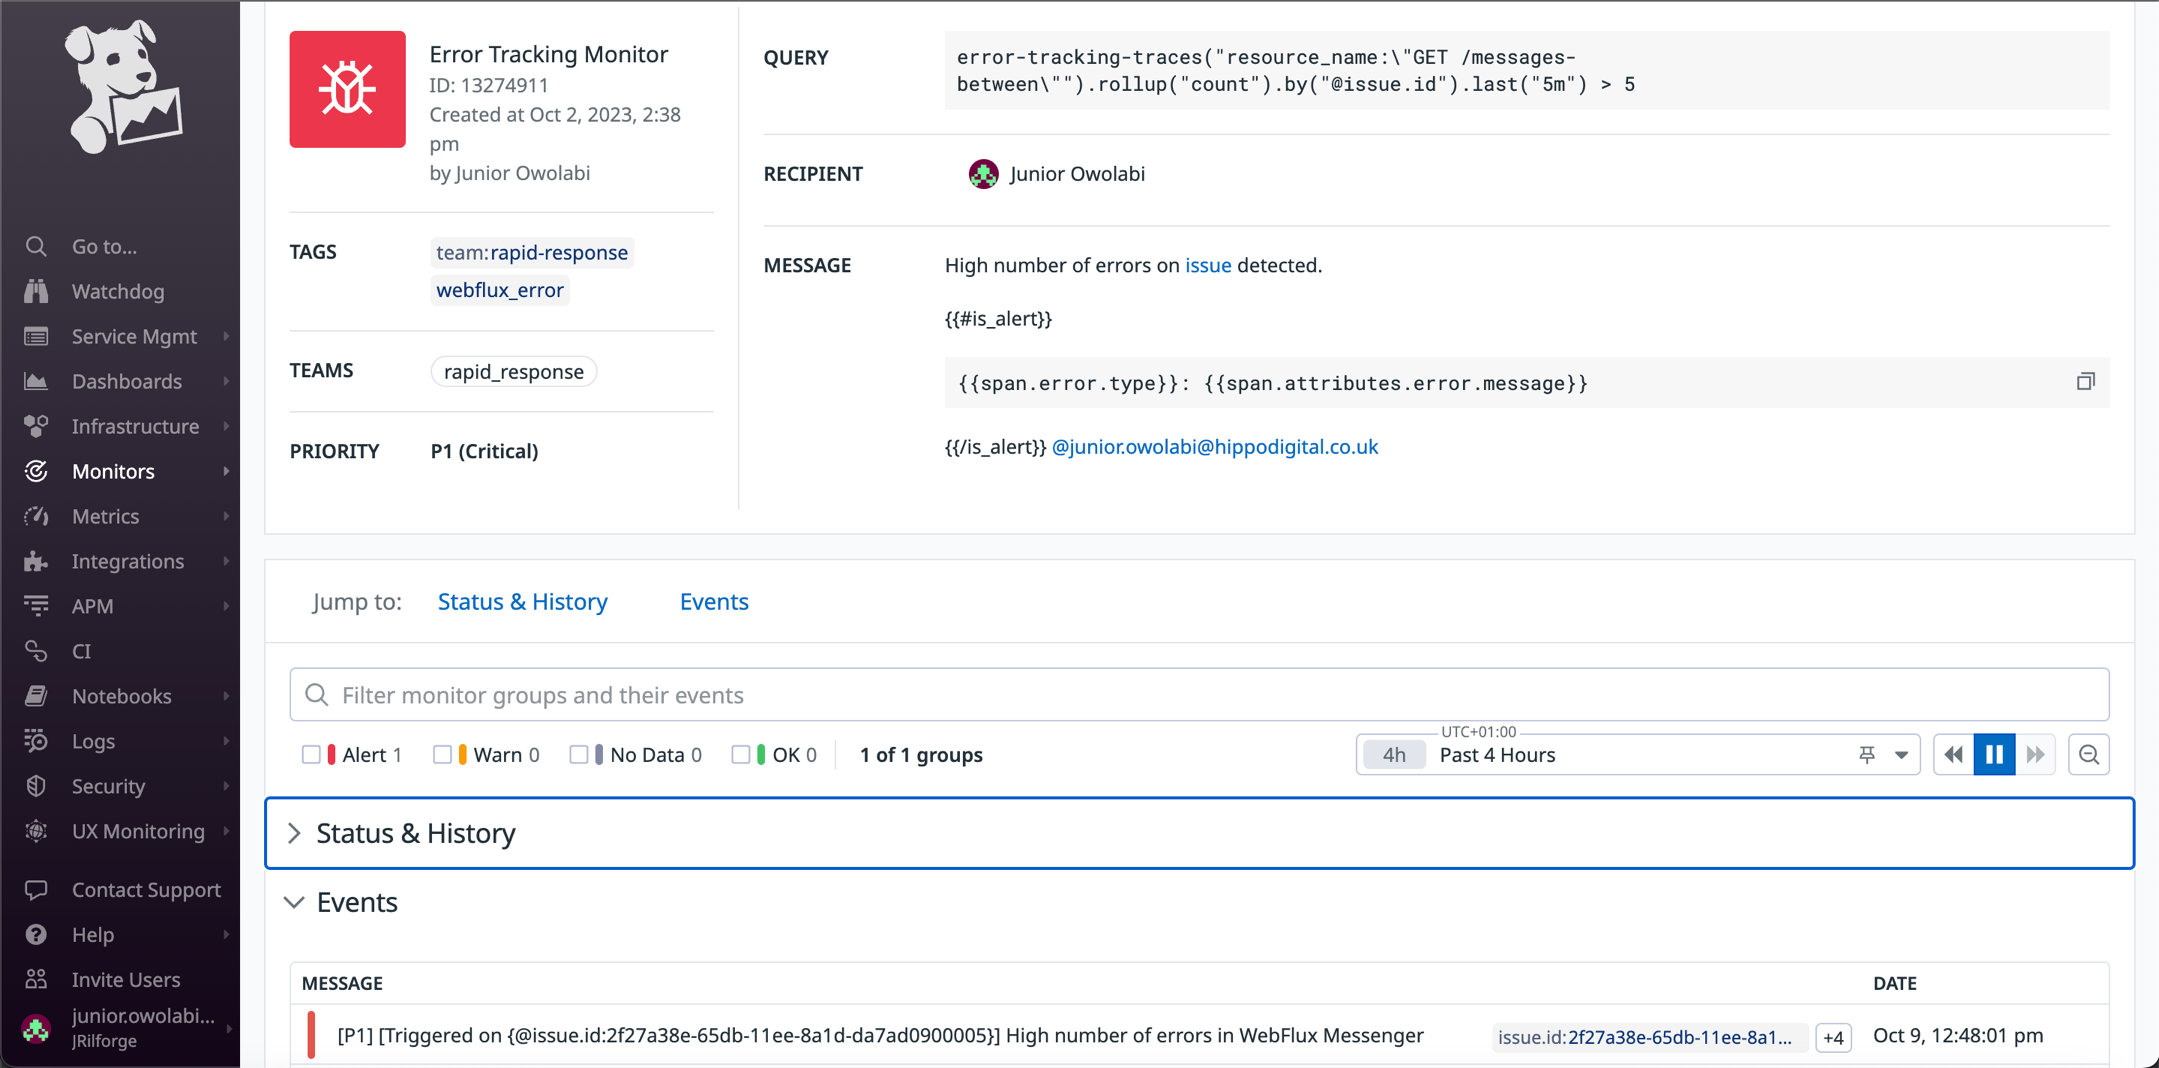 Go to...
Watchdog
Service Mgmt
Dashboards
Infrastructure
Monitors
Metrics
Integrations
APM
CI
Notebooks
Logs
Security
UX Monitoring
Contact Support
Help
Invite Users
junior.owolabi...
JRilforge
Error Tracking Monitor
ID: 13274911
Created at Oct 2, 2023, 2:38
pm
by Junior Owolabi
TAGS
team:rapid-response
webflux_error
TEAMS
rapid_response
PRIORITY
P1 (Critical)
QUERY
error-tracking-traces("resource_name:\"GET /messages-
between\"").rollup("count").by("@issue.id").last("5m") > 5
RECIPIENT
Junior Owolabi
MESSAGE
High number of errors on issue detected.
{{#is_alert}}
{{span.error.type}}: {{span.attributes.error.message}}
{{/is_alert}} @junior.owolabi@hippodigital.co.uk
Jump to: Status & History Events
Filter monitor groups and their events
Alert 1 Warn 0 No Data 0 OK 0 1 of 1 groups
UTC+01:00
4h Past 4 Hours
Status & History
Events
MESSAGE DATE
[P1] [Triggered on {@issue.id:2f27a38e-65db-11ee-8a1d-da7ad0900005}] High number of errors in WebFlux Messenger issue.id:2f27a38e-65db-11ee-8a1... +4 Oct 9, 12:48:01 pm